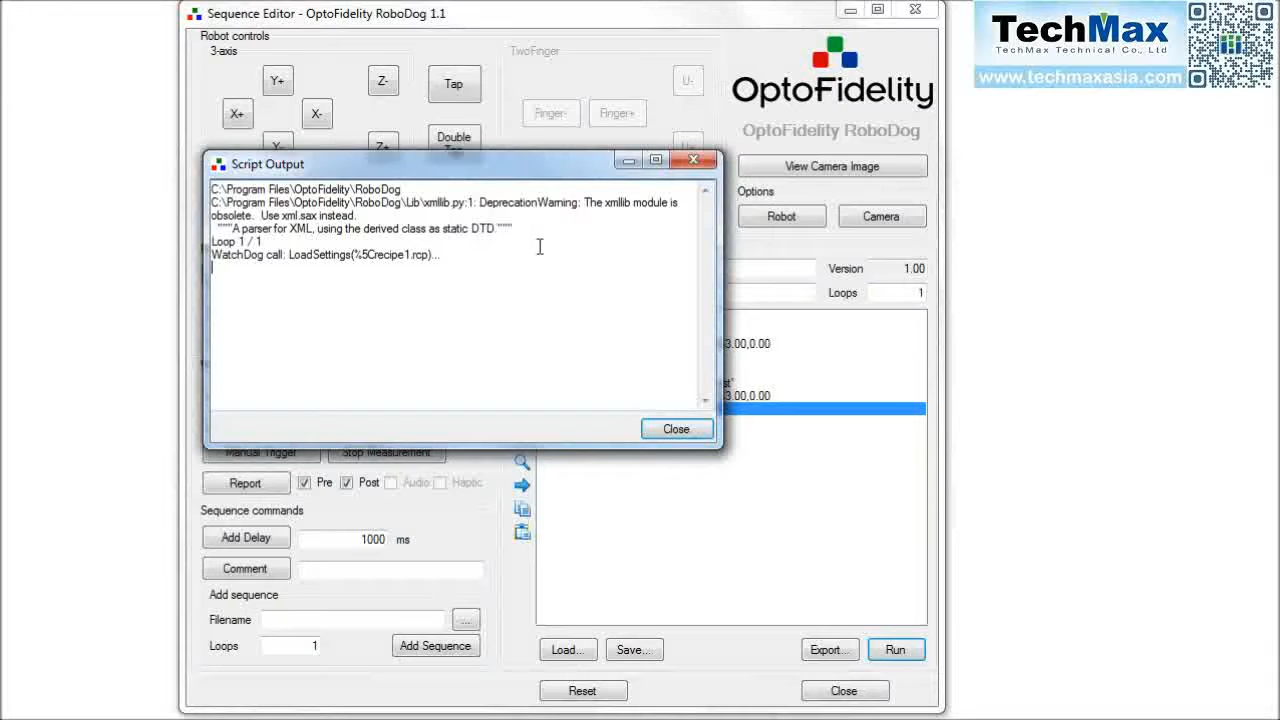 Sequence Editor - OptoFidelity RoboDog 1.1
TechMax
TechMax Technical Co., Ltd
www.techmaxasia.com
Robot controls
3-axis
TwoFinger
Y+
Z-
Tap
U-
X+
X-
Finger-
Finger+
Y-
Z+
Double
OptoFidelity
OptoFidelity RoboDog
View Camera Image
Options
Robot
Camera
Script Output
C:\Program Files\OptoFidelity\RoboDog
C:\Program Files\OptoFidelity\RoboDog\Lib\xmllib.py:1: DeprecationWarning: The xmllib module is
obsolete. Use xml.sax instead.
""""A parser for XML, using the derived class as static DTD.""""
Loop 1 / 1
WatchDog call: LoadSettings(%5Crecipe1.rcp)...
Close
Version
1.00
Loops
1
3.00,0.00
st"
3.00,0.00
Manual Trigger
Stop Measurement
Report
Pre
Post
Audio
Haptic
Sequence commands
Add Delay
1000
ms
Comment
Add sequence
Filename
...
Loops
1
Add Sequence
Load...
Save...
Export...
Run
Reset
Close